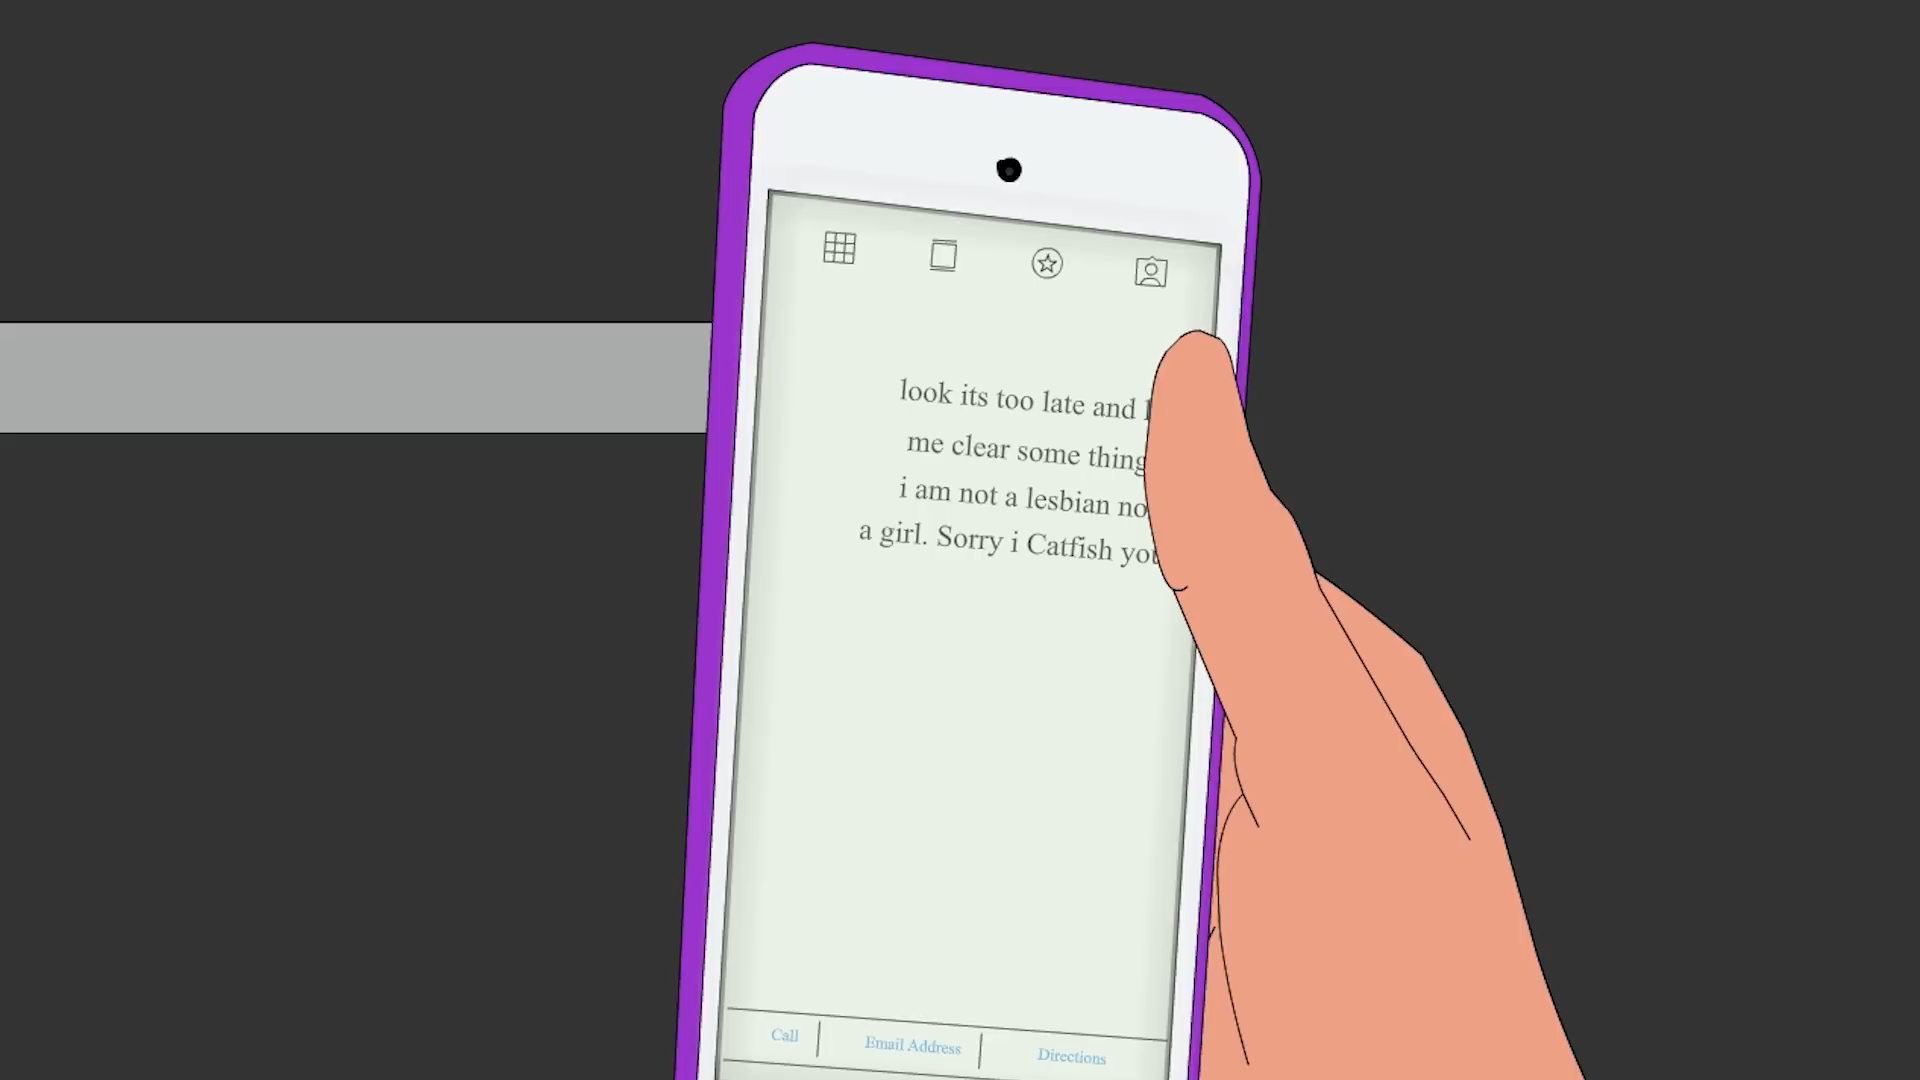 look its too late and
me clear some thing
i am not a lesbian no
a girl. Sorry i Catfish you
Call
Email Address
Directions